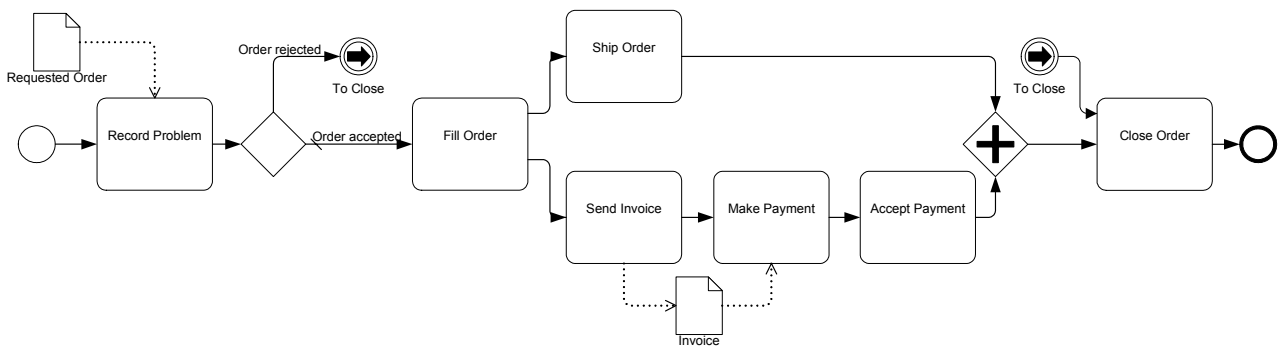 Requested Order
Record Problem
Order rejected
To Close
Order accepted
Fill Order
Ship Order
Send Invoice
Make Payment
Accept Payment
Invoice
To Close
Close Order